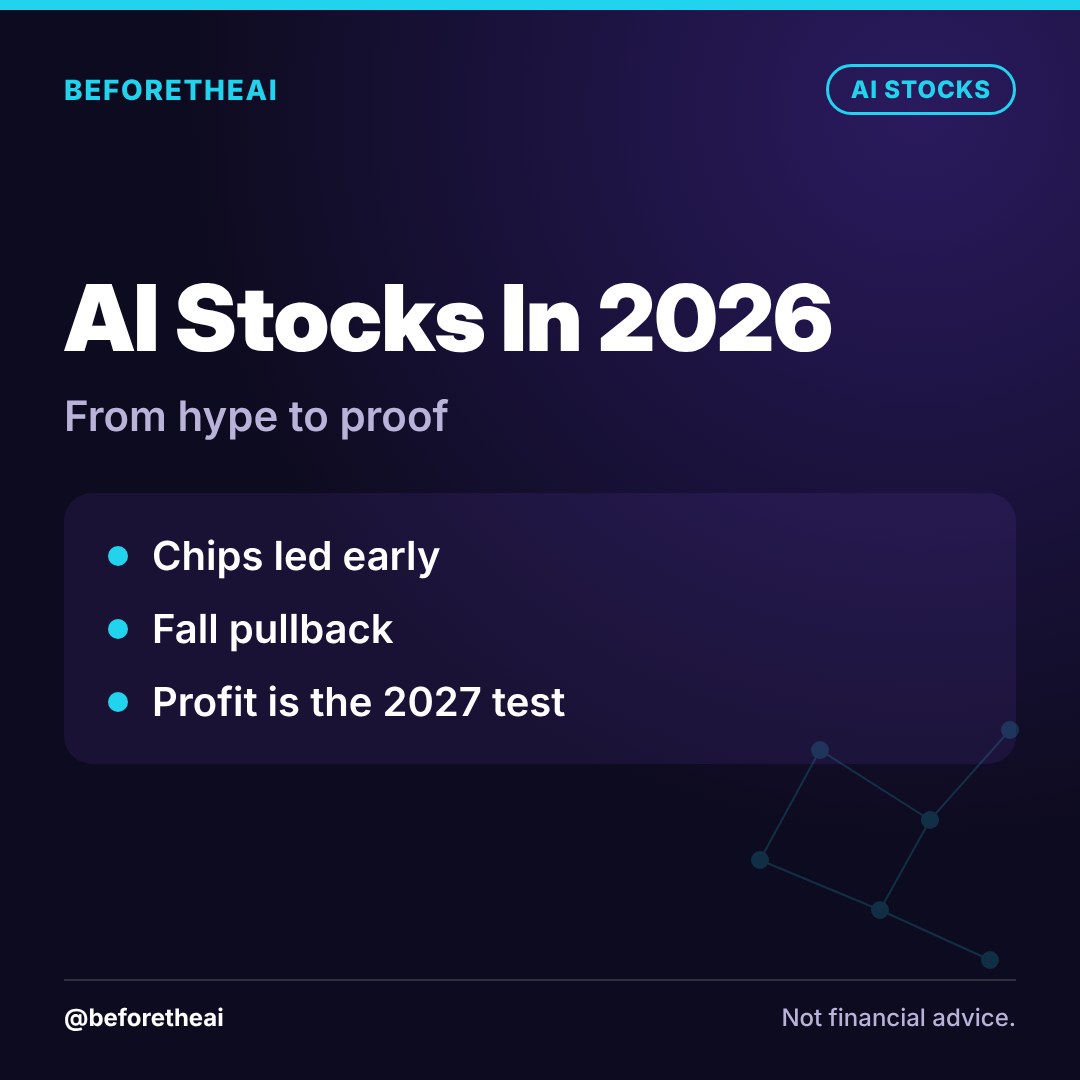 BEFORETHEAI
AI STOCKS
AI Stocks In 2026
From hype to proof
Chips led early
Fall pullback
Profit is the 2027 test
@beforetheai
Not financial advice.